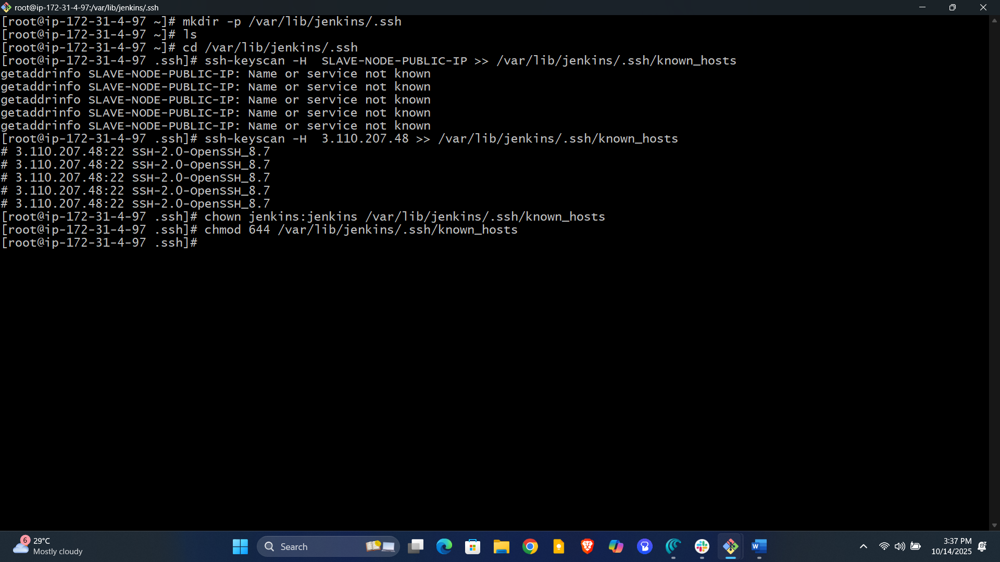 root@ip-172-31-4-97:/var/lib/jenkins/.ssh
[root@ip-172-31-4-97 ~]# mkdir -p /var/lib/jenkins/.ssh
[root@ip-172-31-4-97 ~]# ls
[root@ip-172-31-4-97 ~]# cd /var/lib/jenkins/.ssh
[root@ip-172-31-4-97 .ssh]# ssh-keyscan -H  SLAVE-NODE-PUBLIC-IP >> /var/lib/jenkins/.ssh/known_hosts
getaddrinfo SLAVE-NODE-PUBLIC-IP: Name or service not known
getaddrinfo SLAVE-NODE-PUBLIC-IP: Name or service not known
getaddrinfo SLAVE-NODE-PUBLIC-IP: Name or service not known
getaddrinfo SLAVE-NODE-PUBLIC-IP: Name or service not known
getaddrinfo SLAVE-NODE-PUBLIC-IP: Name or service not known
[root@ip-172-31-4-97 .ssh]# ssh-keyscan -H  3.110.207.48 >> /var/lib/jenkins/.ssh/known_hosts
# 3.110.207.48:22 SSH-2.0-OpenSSH_8.7
# 3.110.207.48:22 SSH-2.0-OpenSSH_8.7
# 3.110.207.48:22 SSH-2.0-OpenSSH_8.7
# 3.110.207.48:22 SSH-2.0-OpenSSH_8.7
# 3.110.207.48:22 SSH-2.0-OpenSSH_8.7
[root@ip-172-31-4-97 .ssh]# chown jenkins:jenkins /var/lib/jenkins/.ssh/known_hosts
[root@ip-172-31-4-97 .ssh]# chmod 644 /var/lib/jenkins/.ssh/known_hosts
[root@ip-172-31-4-97 .ssh]#
6
29°C
Mostly cloudy
Search
W
3:37 PM
10/14/2025